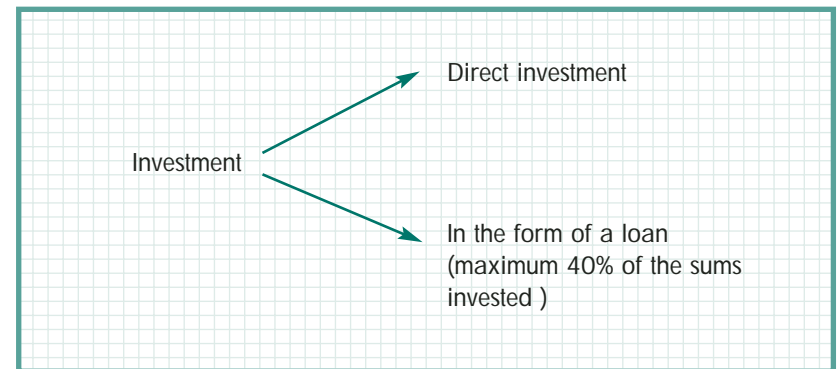 Direct investment
Investment
In the form of a loan
(maximum 40% of the sums
invested )